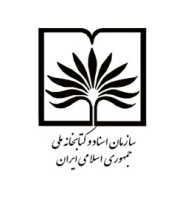 سازمان اسناد و کتابخانه ملی
جمهوری اسلامی ایران